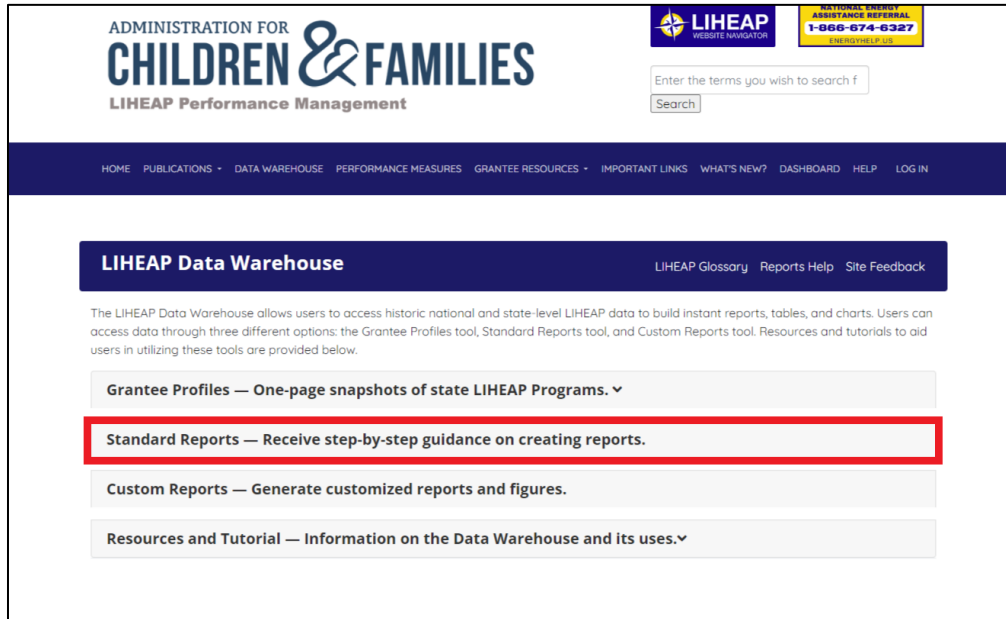 ADMINISTRATION FOR
CHILDREN & FAMILIES
LIHEAP Performance Management
LIHEAP
WEBSITE NAVIGATOR
NATIONAL ENERGY
ASSISTANCE REFERRAL
1-866-674-6327
ENERGYHELP.US
Enter the terms you wish to search f
Search
HOME PUBLICATIONS DATA WAREHOUSE PERFORMANCE MEASURES GRANTEE RESOURCES IMPORTANT LINKS WHAT'S NEW? DASHBOARD HELP LOG IN
LIHEAP Data Warehouse LIHEAP Glossary Reports Help Site Feedback
The LIHEAP Data Warehouse allows users to access historic national and state-level LIHEAP data to build instant reports, tables, and charts. Users can
access data through three different options: the Grantee Profiles tool, Standard Reports tool, and Custom Reports tool. Resources and tutorials to aid
users in utilizing these tools are provided below.
Grantee Profiles — One-page snapshots of state LIHEAP Programs.
Standard Reports — Receive step-by-step guidance on creating reports.
Custom Reports — Generate customized reports and figures.
Resources and Tutorial — Information on the Data Warehouse and its uses.